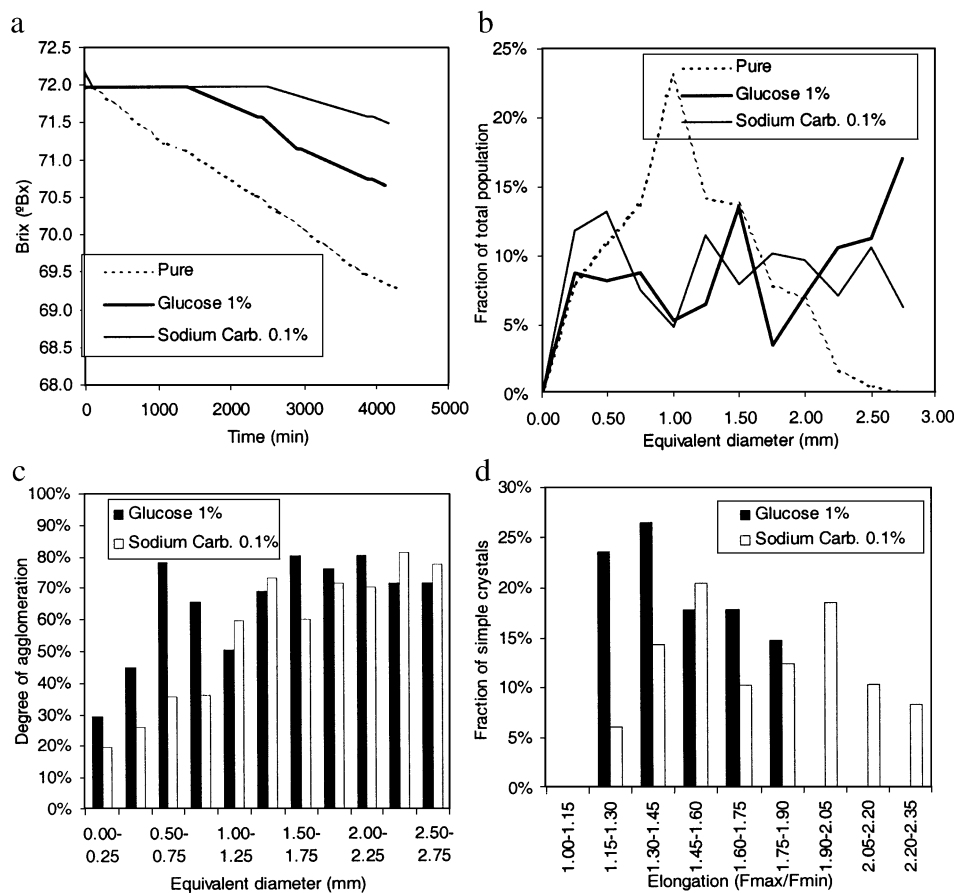 a
72.5
72.0
71.5
71.0
70.5
70.0
69.5
69.0
68.5
68.0
Brix (ºBx)
Pure
Glucose 1%
Sodium Carb. 0.1%
0 1000 2000 3000 4000 5000
Time (min)
b
25%
20%
15%
10%
5%
0%
Fraction of total population
Pure
Glucose 1%
Sodium Carb. 0.1%
0.00 0.50 1.00 1.50 2.00 2.50 3.00
Equivalent diameter (mm)
c
100%
90%
80%
70%
60%
50%
40%
30%
20%
10%
0%
Degree of agglomeration
Glucose 1%
Sodium Carb. 0.1%
0.00- 0.50- 1.00- 1.50- 2.00- 2.50-
0.25 0.75 1.25 1.75 2.25 2.75
Equivalent diameter (mm)
d
30%
25%
20%
15%
10%
5%
0%
Fraction of simple crystals
Glucose 1%
Sodium Carb. 0.1%
1.00-1.15
1.15-1.30
1.30-1.45
1.45-1.60
1.60-1.75
1.75-1.90
1.90-2.05
2.05-2.20
2.20-2.35
Elongation (Fmax/Fmin)